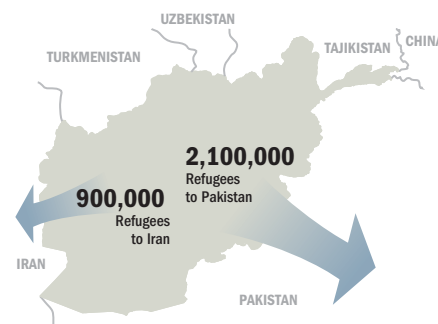 UZBEKISTAN
TAJIKISTAN
CHINA
TURKMENISTAN
2,100,000
Refugees
to Pakistan
900,000
Refugees
to Iran
IRAN
PAKISTAN